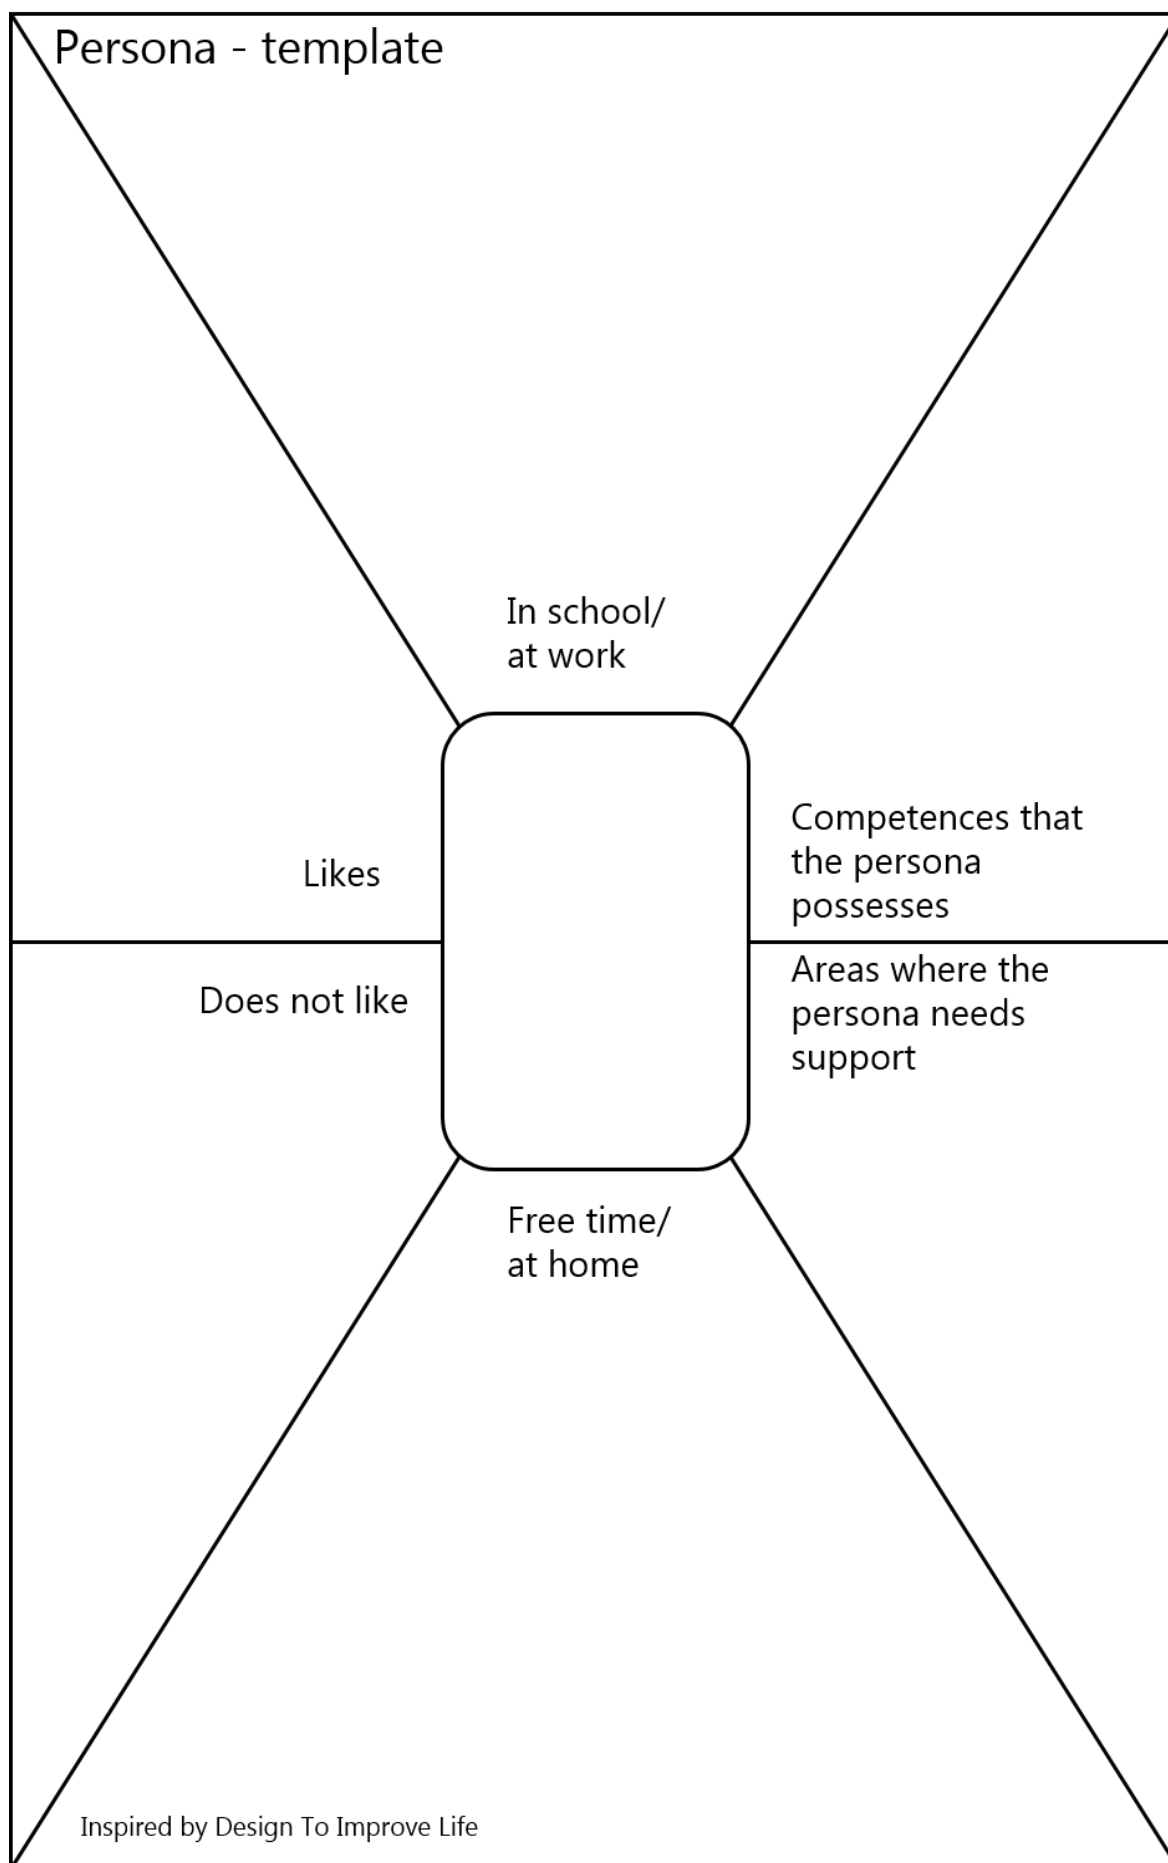 Persona - template
In school/
at work
Likes
Competences that
the persona
possesses
Does not like
Areas where the
persona needs
support
Free time/
at home
Inspired by Design To Improve Life